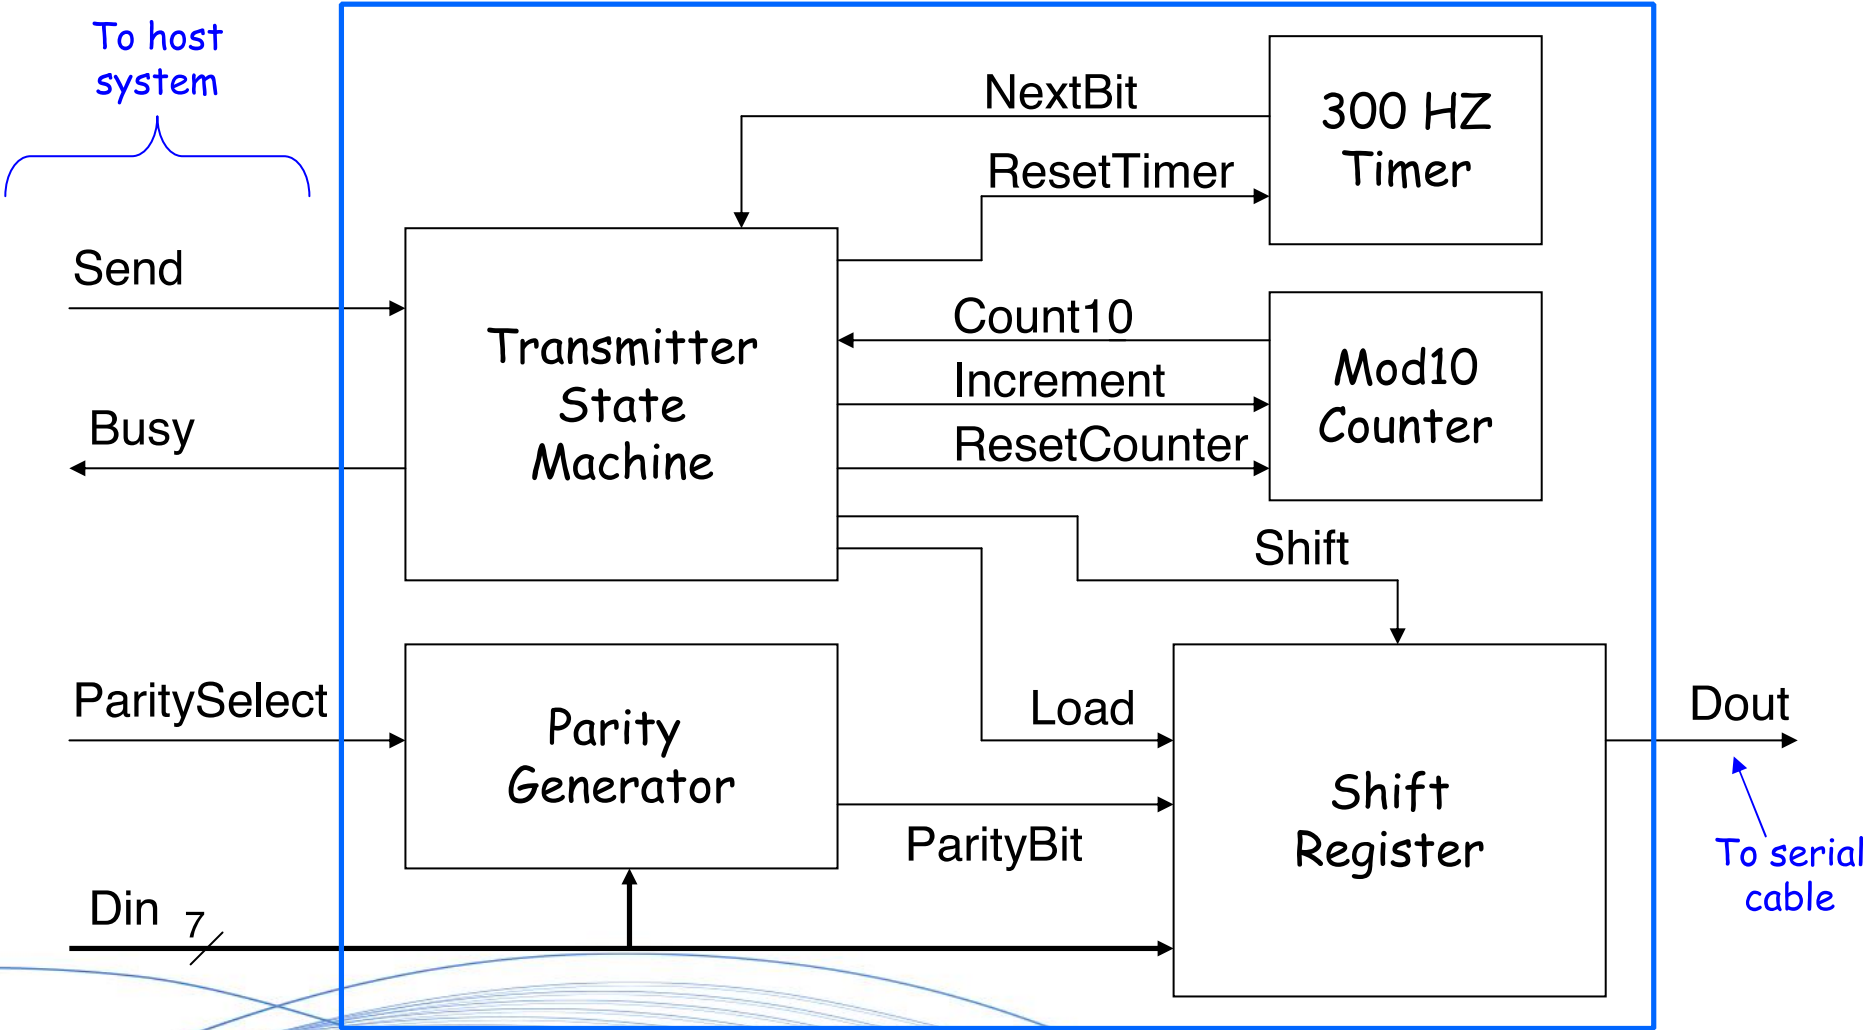 To host
system
NextBit
300 HZ
Timer
ResetTimer
Send
Count10
Transmitter
State
Machine
Increment
Mod10
Counter
Busy
ResetCounter
Shift
ParitySelect
Parity
Generator
Load
Dout
ParityBit
Shift
Register
To serial
cable
Din 7